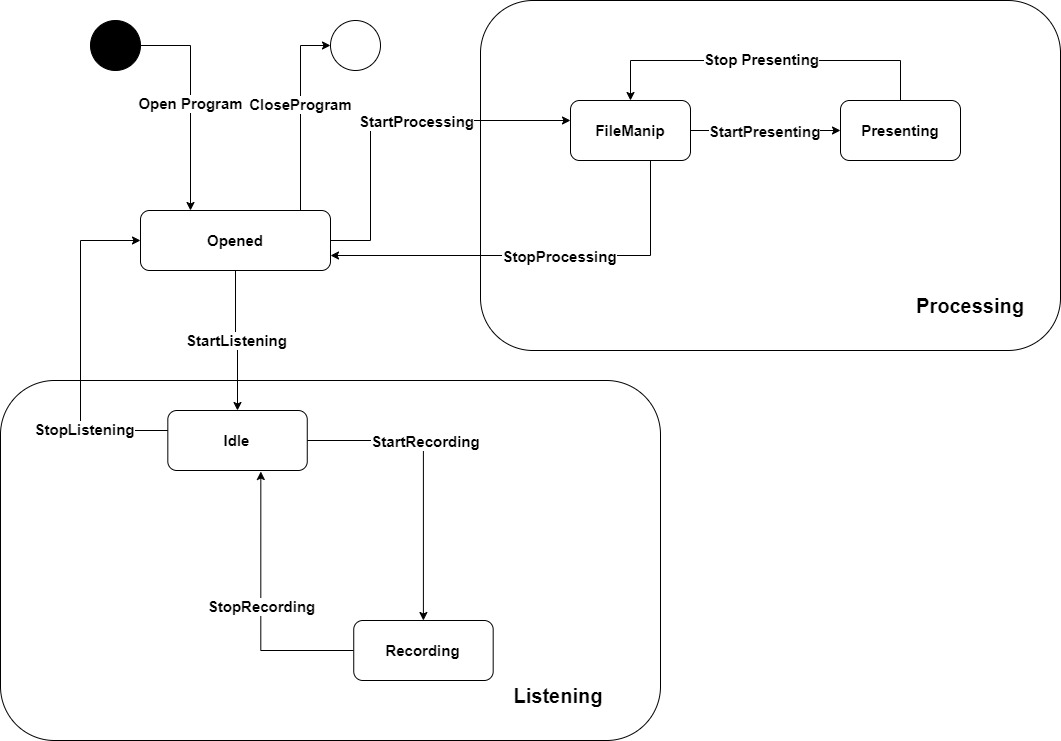 Stop Presenting
Open Program
CloseProgram
StartProcessing
FileManip
StartPresenting
Presenting
Opened
StopProcessing
Processing
StartListening
StopListening
Idle
StartRecording
StopRecording
Recording
Listening